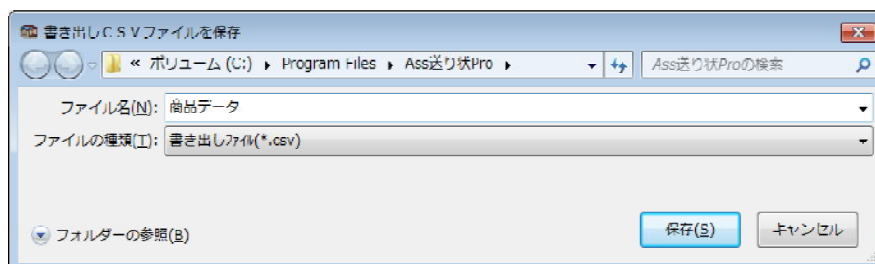 書き出しCSVファイルを保存
« ボリューム (C:) ▸ Program Files ▸ Ass送り状Pro ▸ Ass送り状Proの検索
ファイル名(N): 商品データ
ファイルの種類(T): 書き出しファイル(*.csv)
フォルダーの参照(B) 保存(S) キャンセル